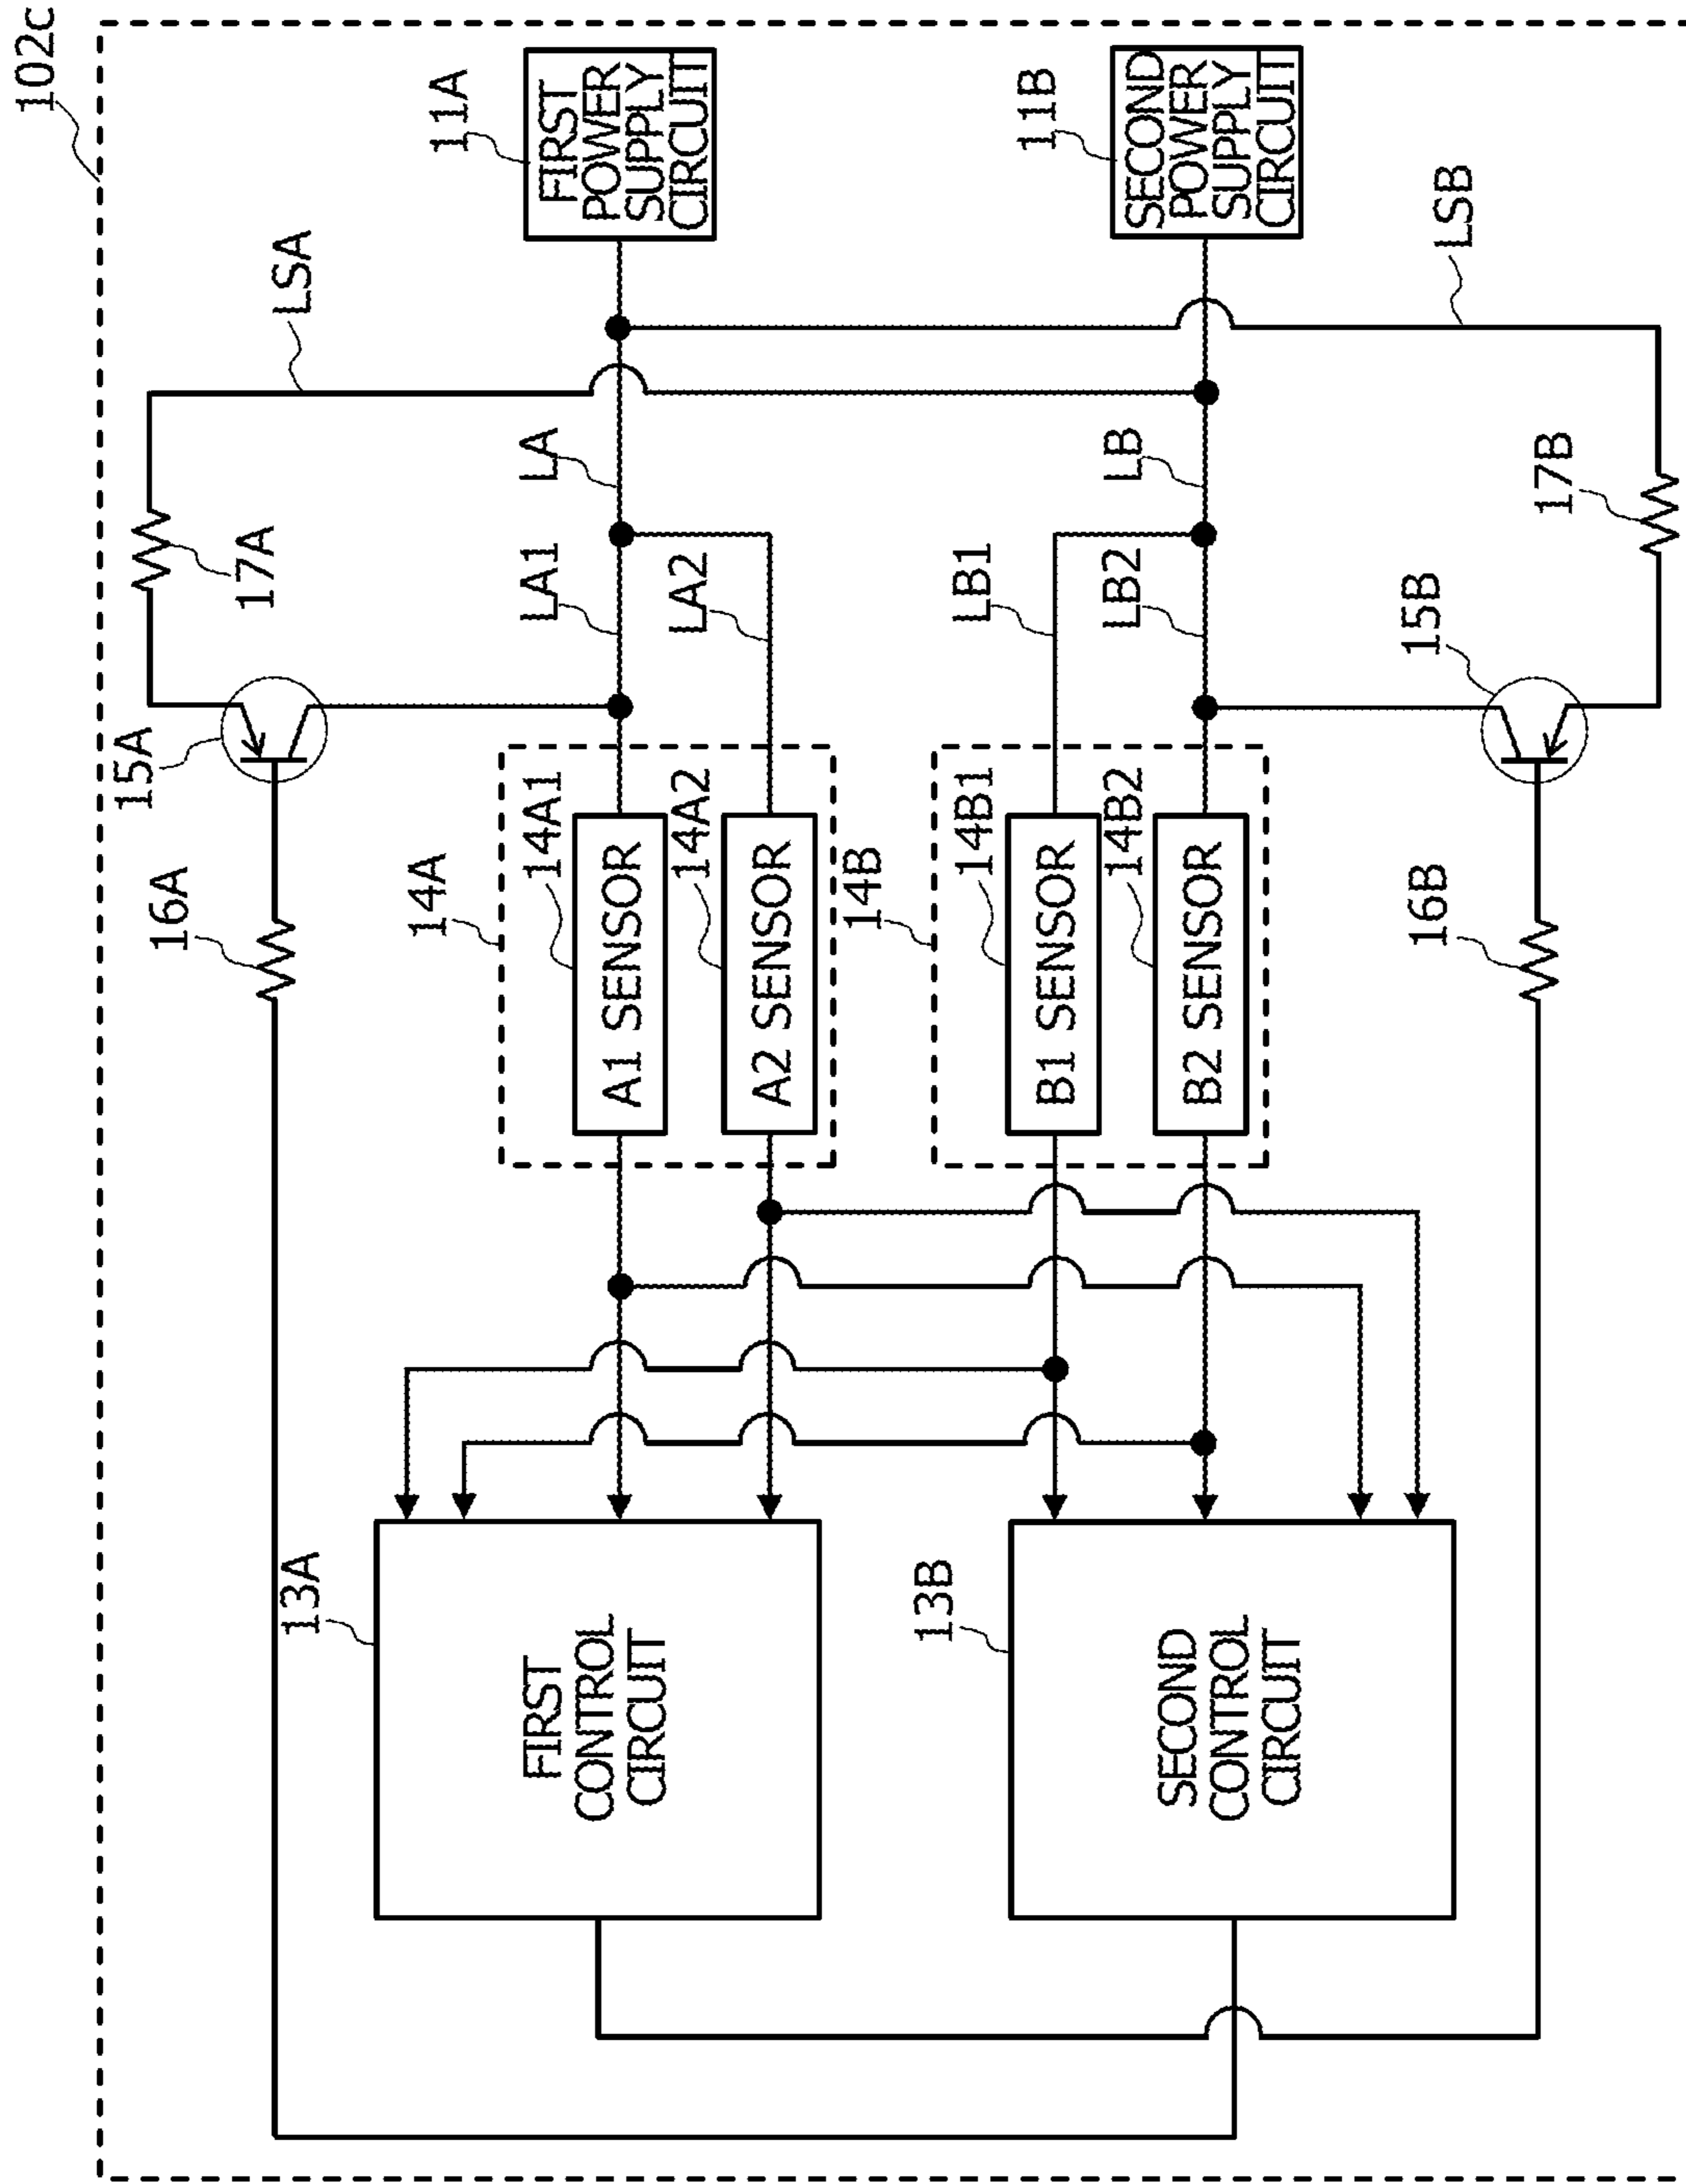 102c
11A
FIRST
POWER
SUPPLY
CIRCUIT
11B
SECOND
POWER
SUPPLY
CIRCUIT
LSA
LSB
LA
LB
17A
17B
LA1
LA2
LB1
LB2
15A
15B
14A
14A1
A1 SENSOR
14A2
A2 SENSOR
14B
14B1
B1 SENSOR
14B2
B2 SENSOR
16A
16B
13A
FIRST
CONTROL
CIRCUIT
13B
SECOND
CONTROL
CIRCUIT